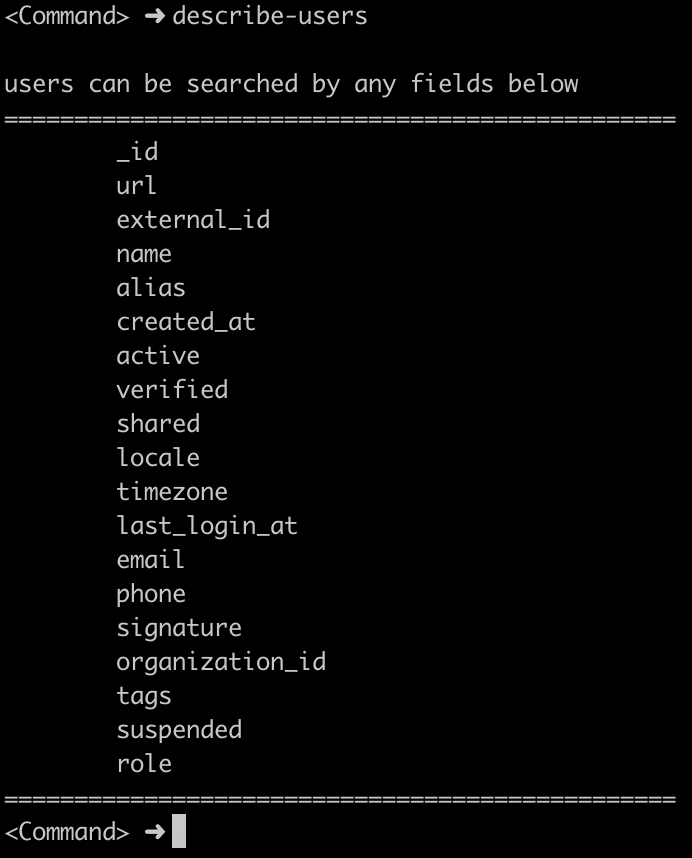 <Command> ➜ describe-users
users can be searched by any fields below
================================================
_id
url
external_id
name
alias
created_at
active
verified
shared
locale
timezone
last_login_at
email
phone
signature
organization_id
tags
suspended
role
================================================
<Command> ➜